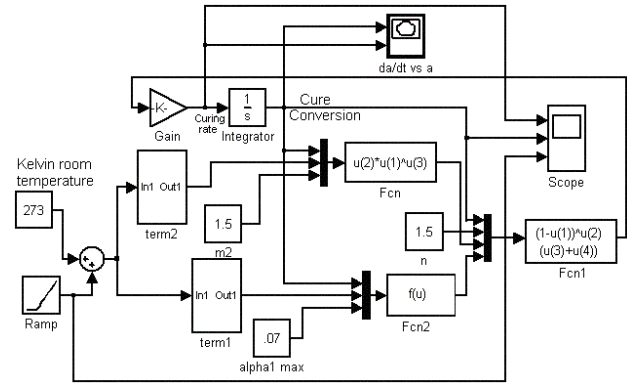 da/dt vs a
-K-
Gain
Curing
rate
1
s
Integrator
Cure
Conversion
Scope
Kelvin room
temperature
273
In1 Out1
term2
1.5
m2
u(2)*u(1)^u(3)
Fcn
1.5
n
(1-u(1))^u(2)
(u(3)+u(4))
Fcn1
+
+
Ramp
In1 Out1
term1
.07
alpha1 max
f(u)
Fcn2